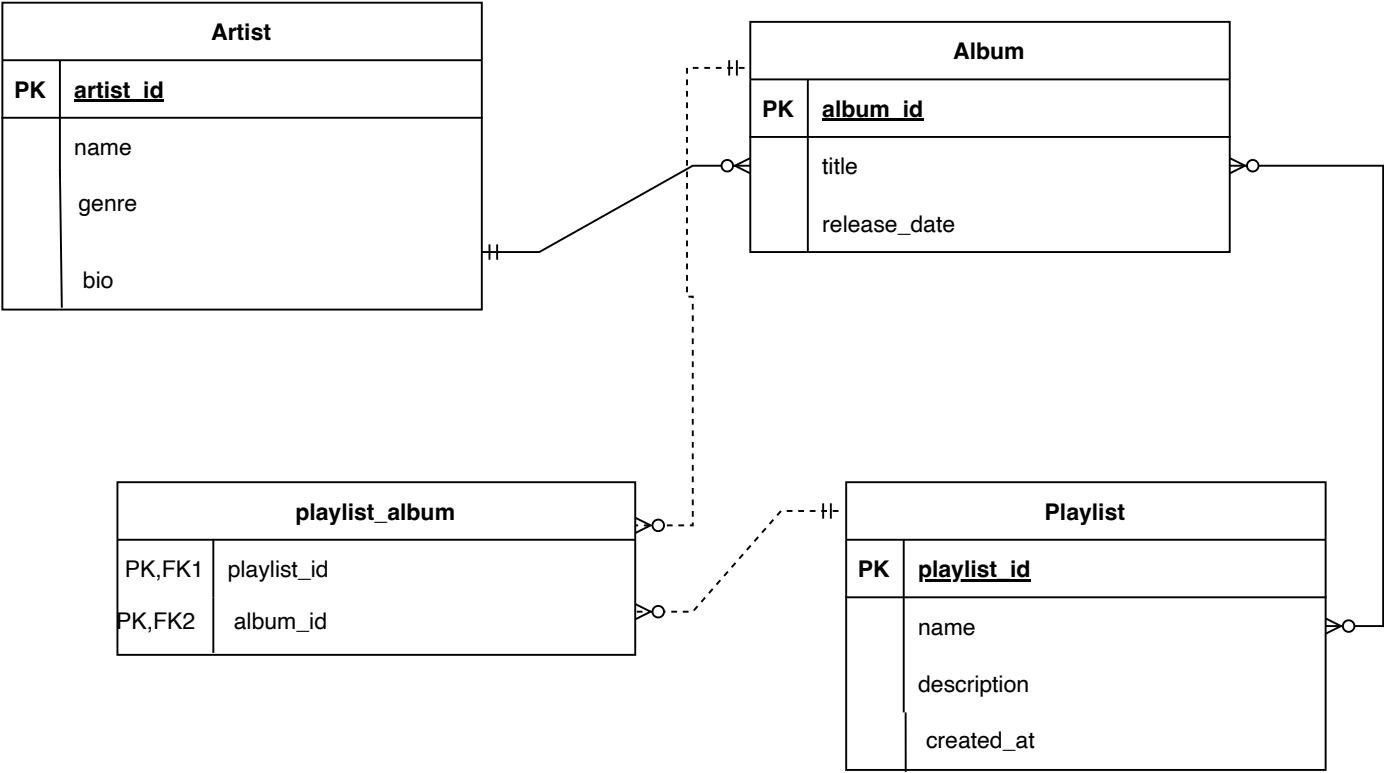 Artist
PK artist_id
name
genre
bio
Album
PK album_id
title
release_date
playlist_album
PK,FK1 playlist_id
PK,FK2 album_id
Playlist
PK playlist_id
name
description
created_at